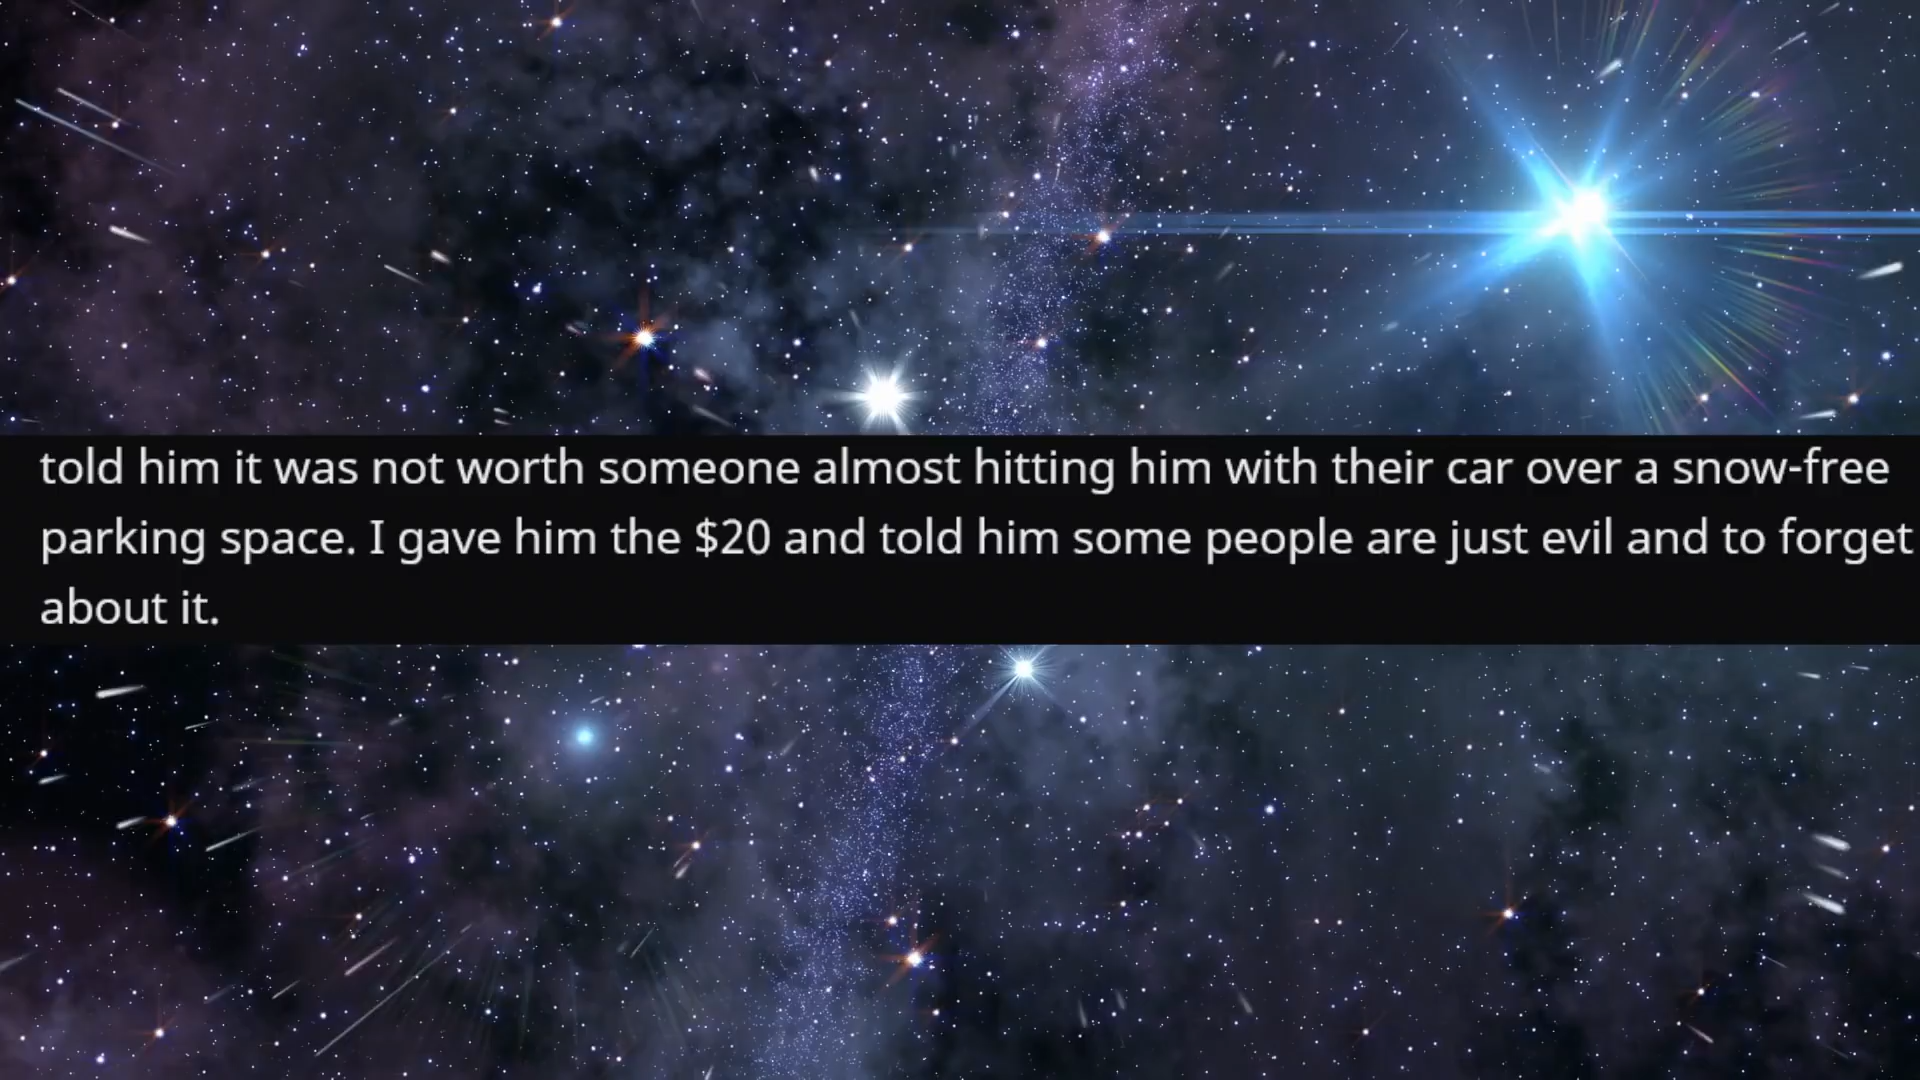 told him it was not worth someone almost hitting him with their car over a snow-free
parking space. I gave him the $20 and told him some people are just evil and to forget
about it.